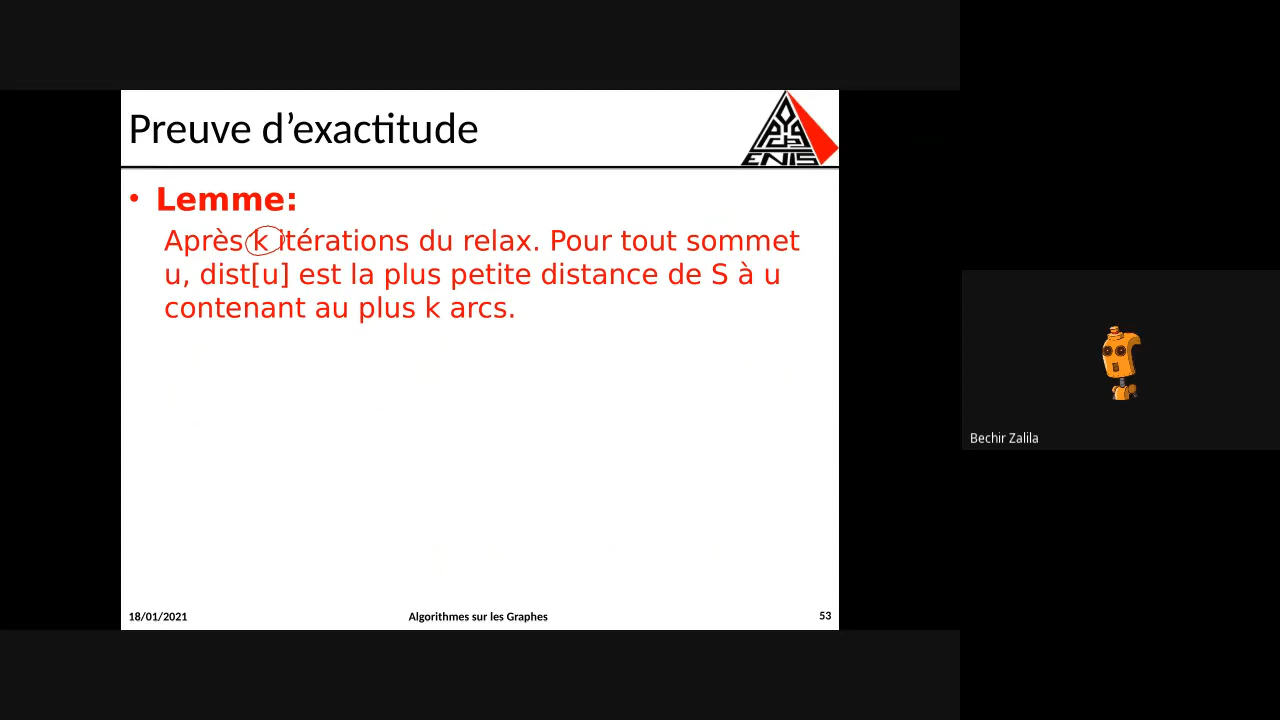 Preuve d’exactitude
ENIS
• Lemme:
Après k itérations du relax. Pour tout sommet
u, dist[u] est la plus petite distance de S à u
contenant au plus k arcs.
18/01/2021
Algorithmes sur les Graphes
53
Bechir Zalila